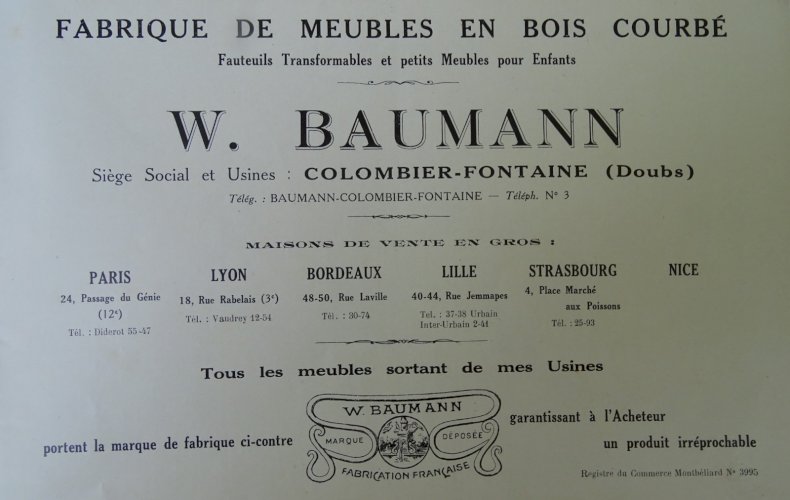 FABRIQUE DE MEUBLES EN BOIS COURBÉ
Fauteuils Transformables et petits Meubles pour Enfants
W. BAUMANN
Siège Social et Usines : COLOMBIER-FONTAINE (Doubs)
Télég. : BAUMANN-COLOMBIER-FONTAINE — Téléph. N° 3
MAISONS DE VENTE EN GROS :
PARIS
24, Passage du Génie
(12e)
Tél. : Diderot 55-47
LYON
18, Rue Rabelais (3e)
Tél. : Vaudrey 12-54
BORDEAUX
48-50, Rue Laville
Tél. : 30-74
LILLE
40-44, Rue Jemmapes
Tel. : 37-38 Urbain
Inter-Urbain 2-41
STRASBOURG
4, Place Marché
aux Poissons
Tél. : 25-93
NICE
Tous les meubles sortant de mes Usines
portent la marque de fabrique ci-contre
W. BAUMANN
MARQUE DÉPOSÉE
FABRICATION FRANÇAISE
garantissant à l'Acheteur
un produit irréprochable
Registre du Commerce Montbéliard N° 3995